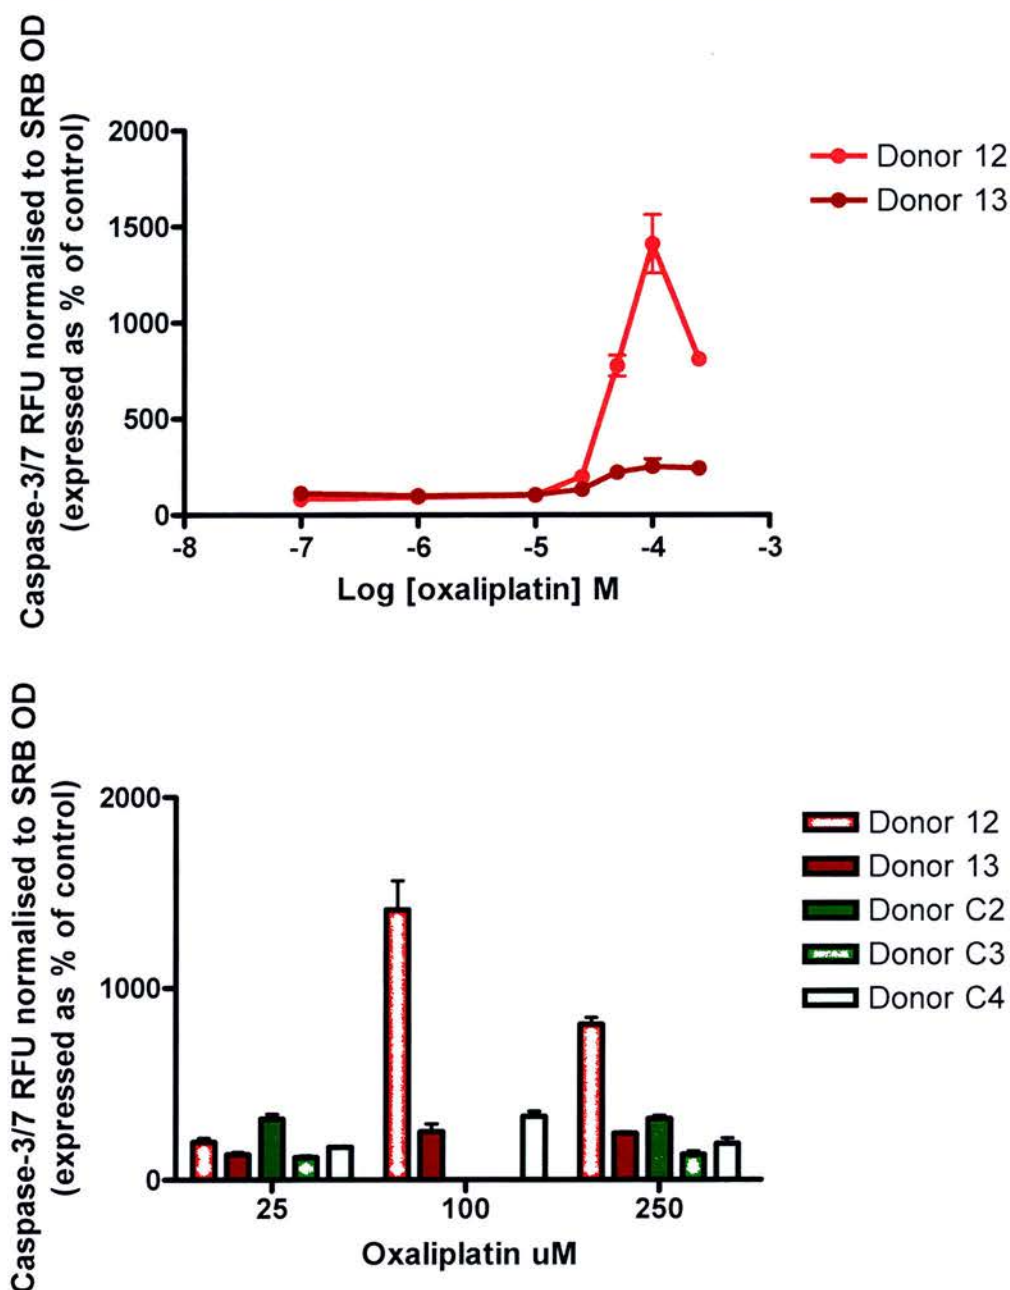 Caspase-3/7 RFU normalised to SRB OD
(expressed as % of control)
2000
1500
1000
500
0
-8
-7
-6
-5
-4
-3
Log [oxaliplatin] M
Donor 12
Donor 13
Caspase-3/7 RFU normalised to SRB OD
(expressed as % of control)
2000
1000
0
25
100
250
Oxaliplatin uM
Donor 12
Donor 13
Donor C2
Donor C3
Donor C4